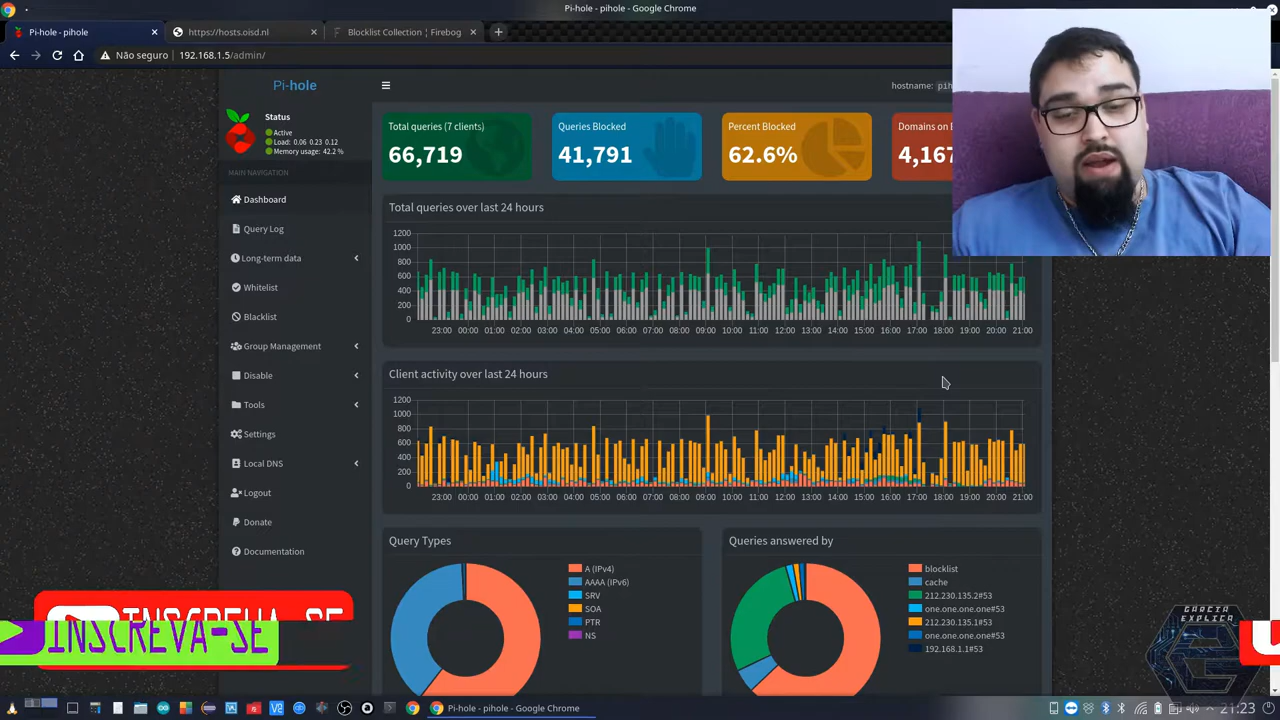 Pi-hole - pihole - Google Chrome
Pi-hole - pihole
https://hosts.oisd.nl
Blocklist Collection | Firebog
Não seguro
192.168.1.5/admin/
Pi-hole
hostname:
Status
Active
Load: 0.06 0.23 0.12
Memory usage: 42.2 %
Total queries (7 clients)
66,719
Queries Blocked
41,791
Percent Blocked
62.6%
Domains on
4,167
MAIN NAVIGATION
Dashboard
Query Log
Long-term data
Whitelist
Blacklist
Group Management
Disable
Tools
Settings
Local DNS
Logout
Donate
Documentation
Total queries over last 24 hours
1200
1000
800
600
400
200
0
23:00 00:00 01:00 02:00 03:00 04:00 05:00 06:00 07:00 08:00 09:00 10:00 11:00 12:00 13:00 14:00 15:00 16:00 17:00 18:00 19:00 20:00 21:00
Client activity over last 24 hours
1200
1000
800
600
400
200
0
23:00 00:00 01:00 02:00 03:00 04:00 05:00 06:00 07:00 08:00 09:00 10:00 11:00 12:00 13:00 14:00 15:00 16:00 17:00 18:00 19:00 20:00 21:00
Query Types
A (IPv4)
AAAA (IPv6)
SRV
SOA
PTR
NS
Queries answered by
blocklist
cache
212.230.135.2#53
one.one.one.one#53
212.230.135.1#53
one.one.one.one#53
192.168.1.1#53
INSCREVA-SE
INSCREVA-SE
GARCIA
EXPLICA
Pi-hole - pihole - Google Chrome
21:23